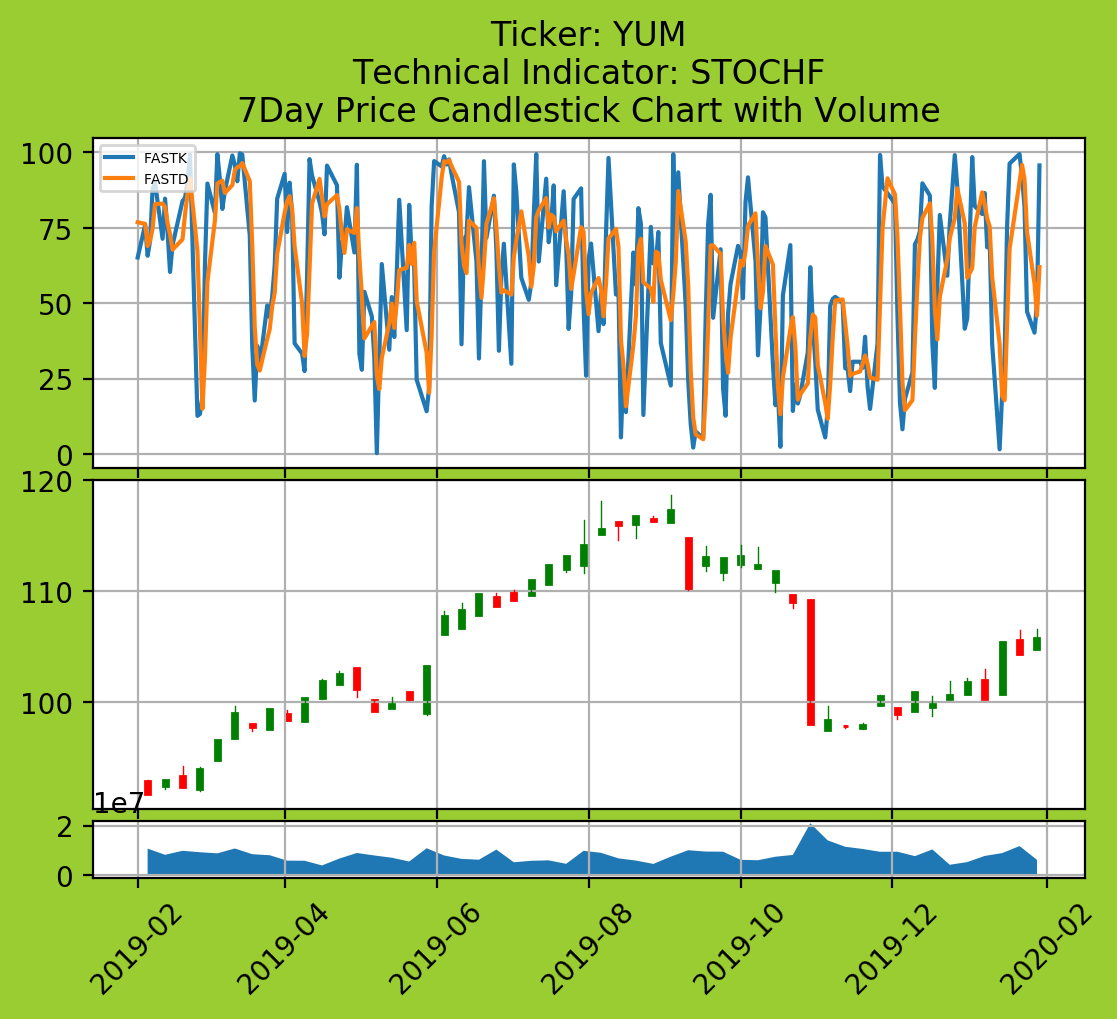 Ticker: YUM
Technical Indicator: STOCHF
7Day Price Candlestick Chart with Volume
100
75
50
25
0
FASTK
FASTD
120
110
100
1e7
2
0
2019-02
2019-04
2019-06
2019-08
2019-10
2019-12
2020-02